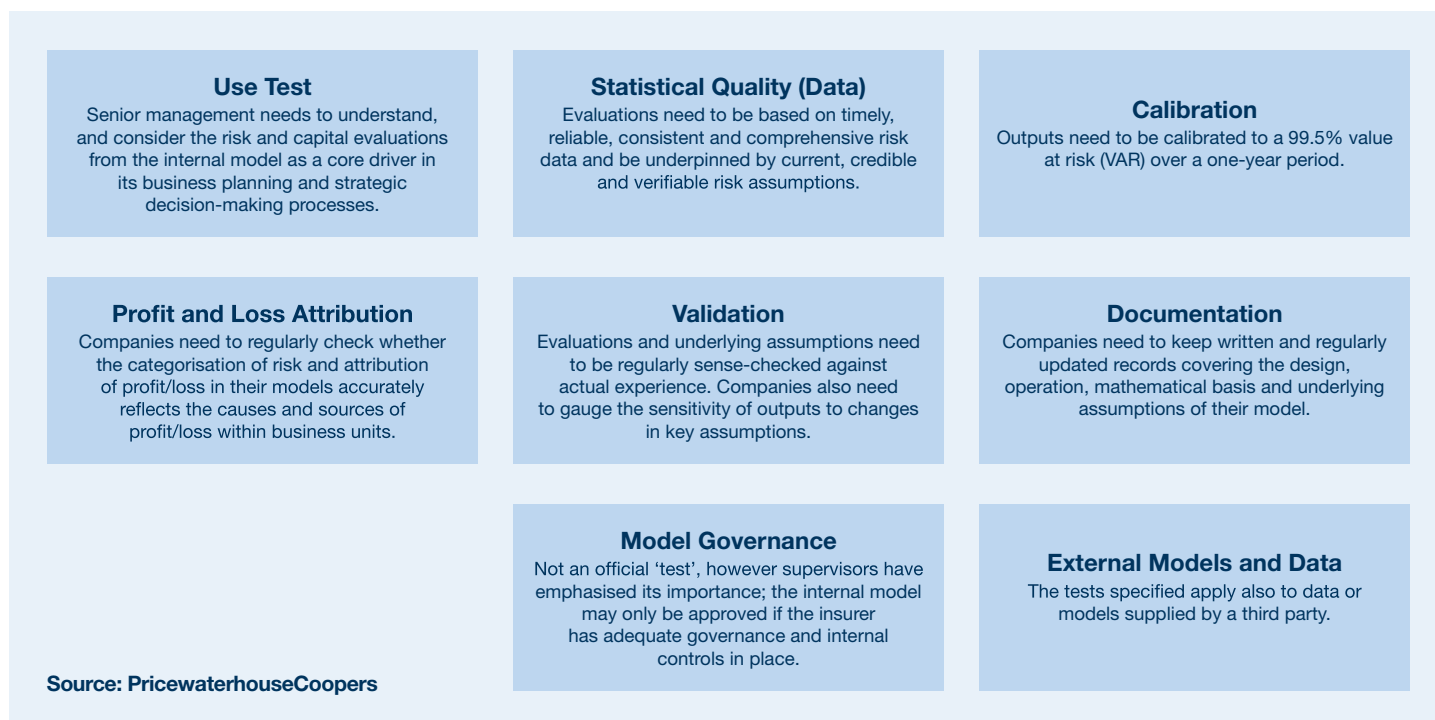 Use Test
Senior management needs to understand,
and consider the risk and capital evaluations
from the internal model as a core driver in
its business planning and strategic
decision-making processes.
Statistical Quality (Data)
Evaluations need to be based on timely,
reliable, consistent and comprehensive risk
data and be underpinned by current, credible
and verifiable risk assumptions.
Calibration
Outputs need to be calibrated to a 99.5% value
at risk (VAR) over a one-year period.
Profit and Loss Attribution
Companies need to regularly check whether
the categorisation of risk and attribution
of profit/loss in their models accurately
reflects the causes and sources of
profit/loss within business units.
Validation
Evaluations and underlying assumptions need
to be regularly sense-checked against
actual experience. Companies also need
to gauge the sensitivity of outputs to changes
in key assumptions.
Documentation
Companies need to keep written and regularly
updated records covering the design,
operation, mathematical basis and underlying
assumptions of their model.
Model Governance
Not an official ‘test’, however supervisors have
emphasised its importance; the internal model
may only be approved if the insurer
has adequate governance and internal
controls in place.
External Models and Data
The tests specified apply also to data or
models supplied by a third party.
Source: PricewaterhouseCoopers